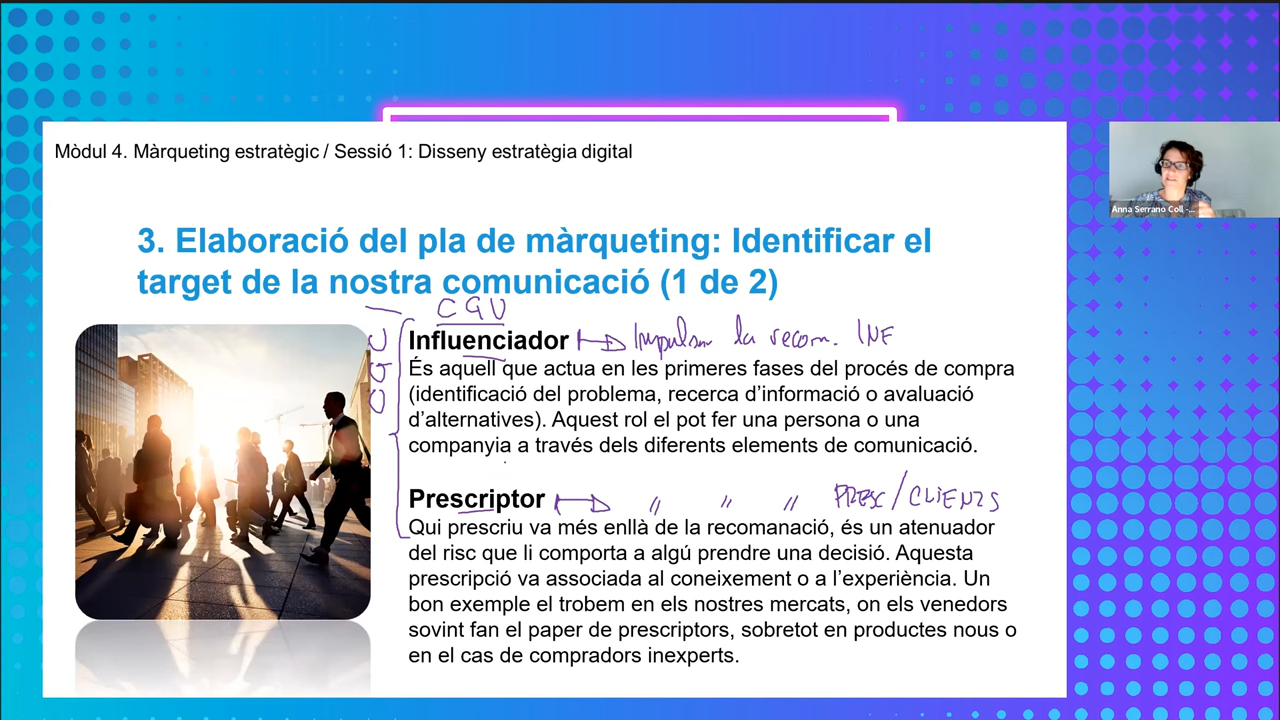 Mòdul 4. Màrqueting estratègic / Sessió 1: Disseny estratègia digital
Anna Serrano Coll -...
3. Elaboració del pla de màrqueting: Identificar el
target de la nostra comunicació (1 de 2)
CGU
Influenciador Impulsar la recom. INF
És aquell que actua en les primeres fases del procés de compra
(identificació del problema, recerca d'informació o avaluació
d'alternatives). Aquest rol el pot fer una persona o una
companyia a través dels diferents elements de comunicació.
Prescriptor " " " PRESC/CLIENTS
Qui prescriu va més enllà de la recomanació, és un atenuador
del risc que li comporta a algú prendre una decisió. Aquesta
prescripció va associada al coneixement o a l'experiència. Un
bon exemple el trobem en els nostres mercats, on els venedors
sovint fan el paper de prescriptors, sobretot en productes nous o
en el cas de compradors inexperts.